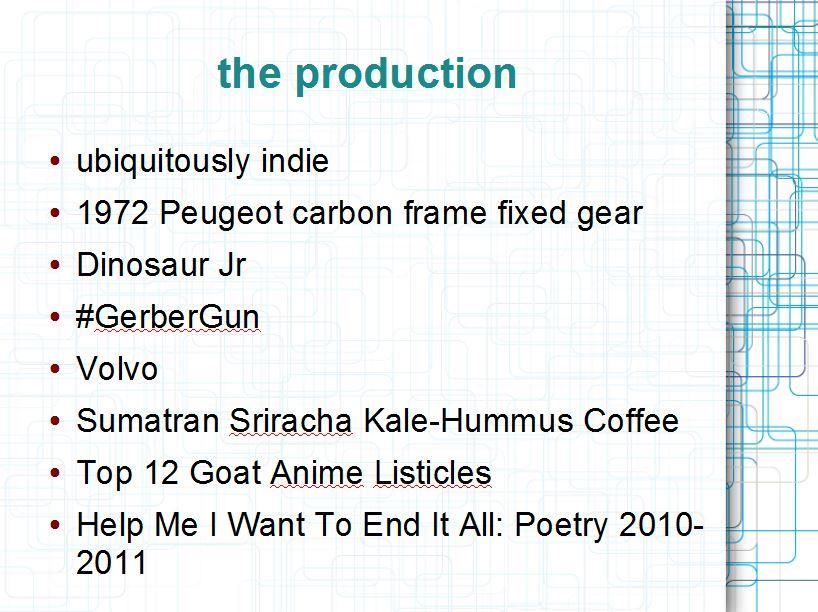 the production
• ubiquitously indie
• 1972 Peugeot carbon frame fixed gear
• Dinosaur Jr
• #GerberGun
• Volvo
• Sumatran Sriracha Kale-Hummus Coffee
• Top 12 Goat Anime Listicles
• Help Me I Want To End It All: Poetry 2010-
2011